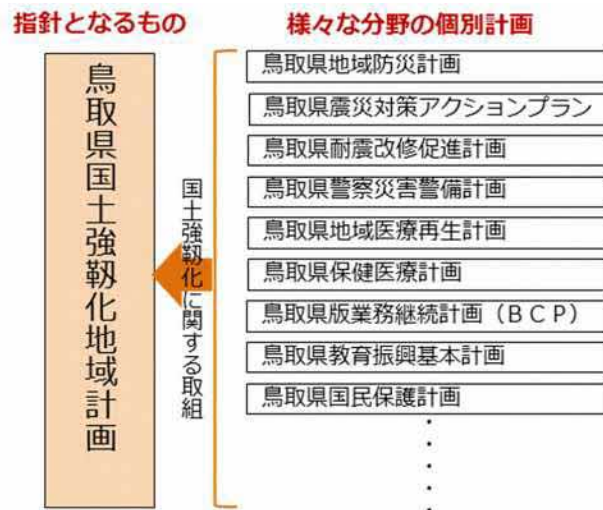 指針となるもの
様々な分野の個別計画
鳥取県国土強靱化地域計画
国土強靱化に関する取組
鳥取県地域防災計画
鳥取県震災対策アクションプラン
鳥取県耐震改修促進計画
鳥取県警察災害警備計画
鳥取県地域医療再生計画
鳥取県保健医療計画
鳥取県版業務継続計画（ＢＣＰ）
鳥取県教育振興基本計画
鳥取県国民保護計画